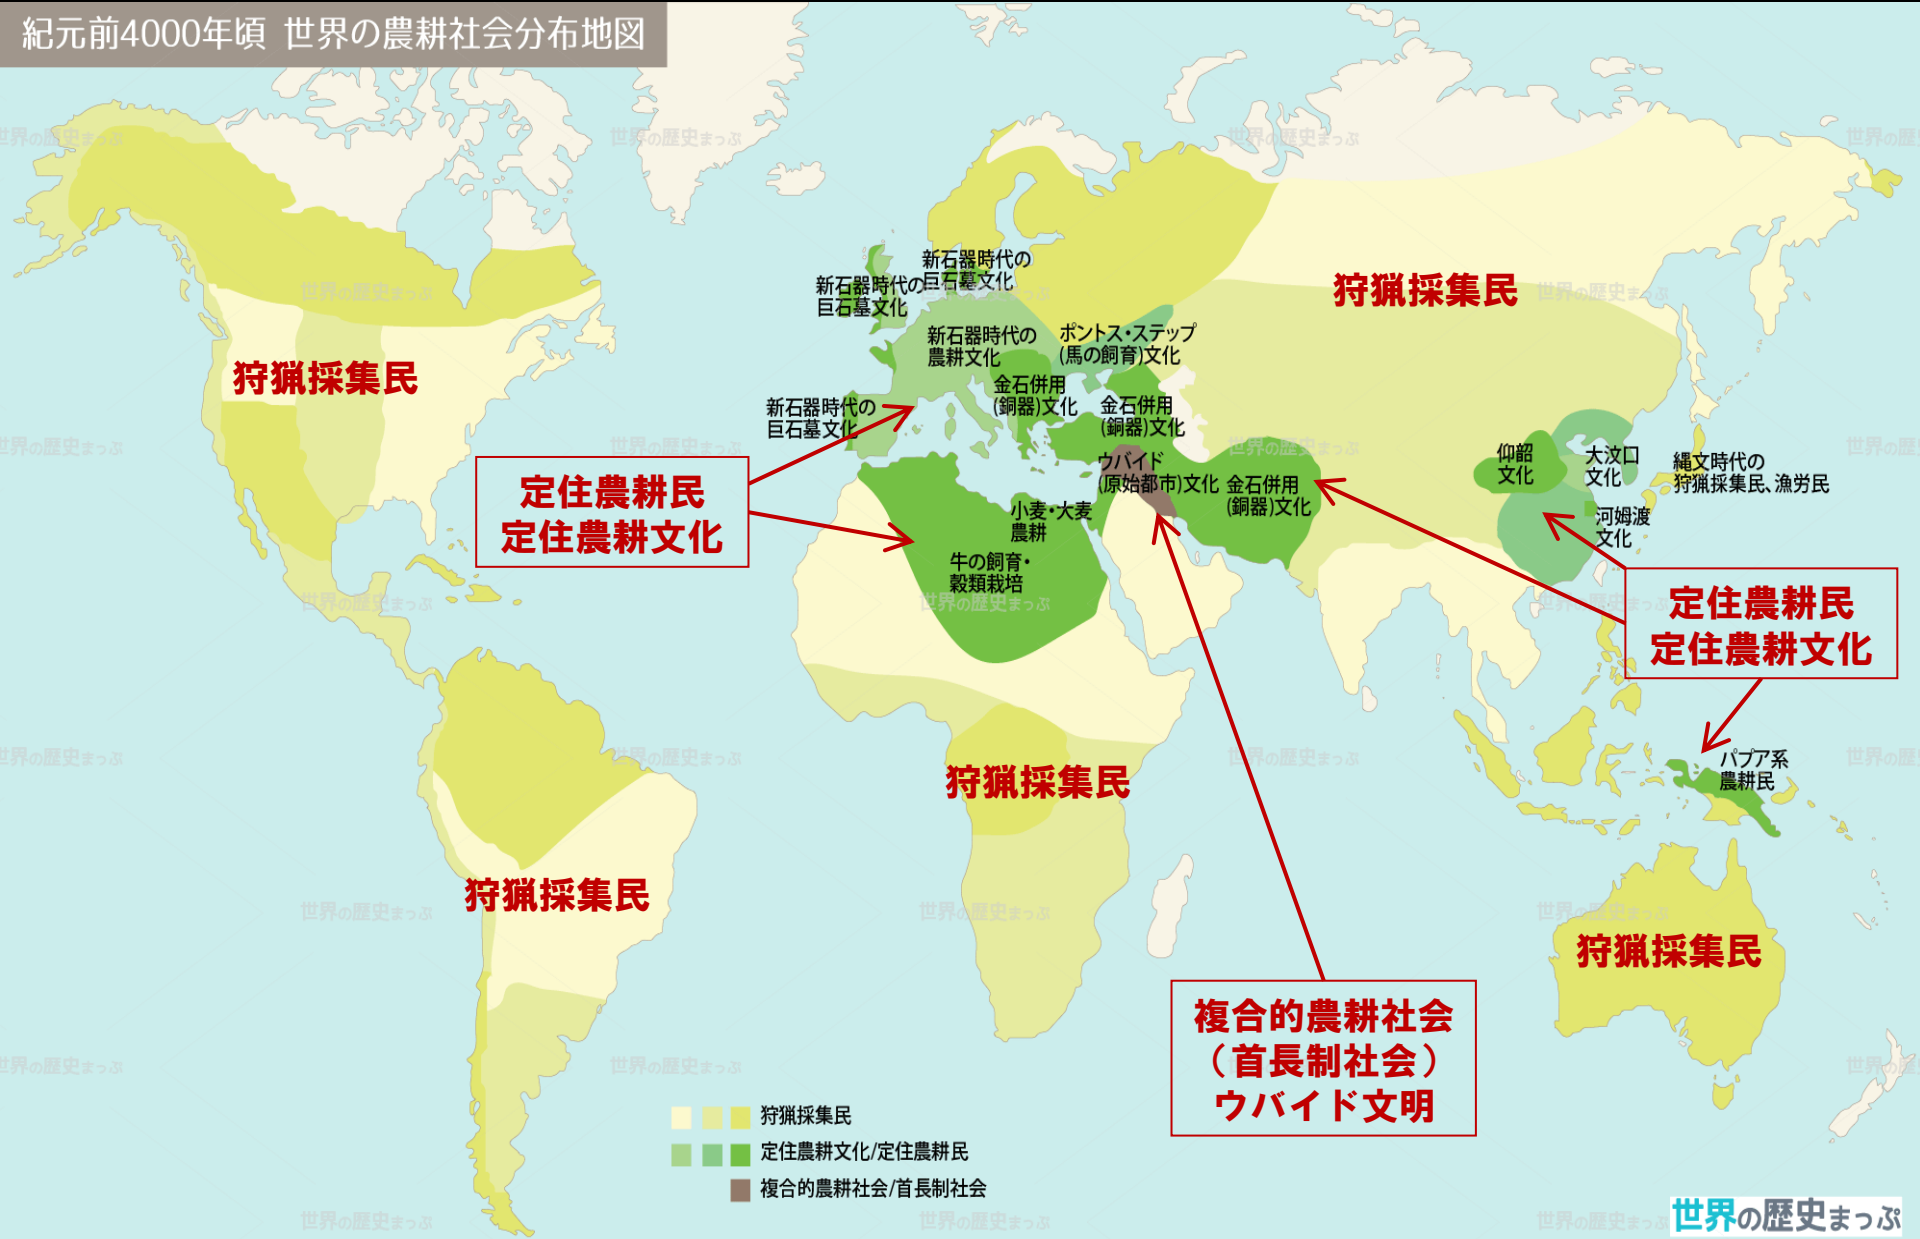 紀元前4000年頃 世界の農耕社会分布地図
狩猟採集民
新石器時代の
巨石墓文化
新石器時代の
巨石墓文化
狩猟採集民
新石器時代の
農耕文化
ポントス・ステップ
(馬の飼育)文化
金石併用
(銅器)文化
新石器時代の
巨石墓文化
金石併用
(銅器)文化
ウバイド
(原始都市)文化
金石併用
(銅器)文化
仰韶
文化
大汶口
文化
縄文時代の
狩猟採集民、漁労民
河姆渡
文化
定住農耕民
定住農耕文化
小麦・大麦
農耕
牛の飼育・
穀類栽培
定住農耕民
定住農耕文化
パプア系
農耕民
狩猟採集民
狩猟採集民
狩猟採集民
複合的農耕社会
（首長制社会）
ウバイド文明
狩猟採集民
定住農耕文化/定住農耕民
複合的農耕社会/首長制社会
世界の歴史まっぷ